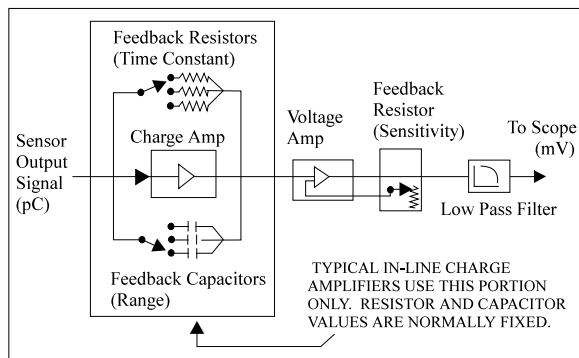 Feedback Resistors
(Time Constant)
Charge Amp
Sensor
Output
Signal
(pC)
Feedback Capacitors
(Range)
Voltage
Amp
Feedback
Resistor
(Sensitivity)
To Scope
(mV)
Low Pass Filter
TYPICAL IN-LINE CHARGE
AMPLIFIERS USE THIS PORTION
ONLY. RESISTOR AND CAPACITOR
VALUES ARE NORMALLY FIXED.